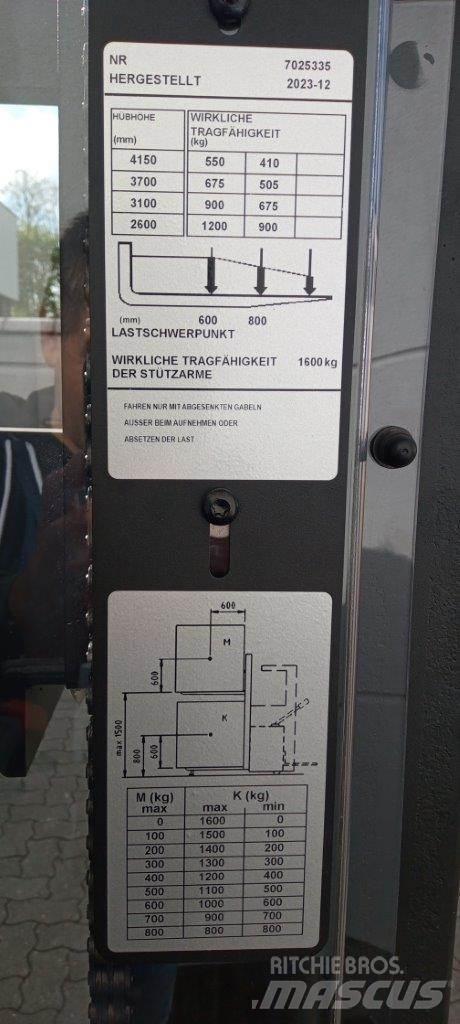 NR 7025335
HERGESTELLT 2023-12
HÜBHÖHE WIRKLICHE
TRAGFÄHIGKEIT
(mm) (kg)
4150 550 410
3700 675 505
3100 900 675
2600 1200 900
(mm) 600 800
LASTSCHWERPUNKT
WIRKLICHE TRAGFÄHIGKEIT 1600 kg
DER STÜTZARME
FAHREN NUR MIT ABGESENKTEN GABELN
AUSSER BEIM AUFNEHMEN ODER
ABSETZEN DER LAST
600
M
600
K
max 1500
800
600
M (kg) K (kg)
max max min
0 1600 0
100 1500 100
200 1400 200
300 1300 300
400 1200 400
500 1100 500
600 1000 600
700 900 700
800 800 800
RITCHIE BROS.
MASCUS